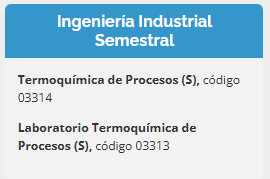 Ingeniería Industrial
Semestral
Termoquímica de Procesos (S), código
03314
Laboratorio Termoquímica de
Procesos (S), código 03313